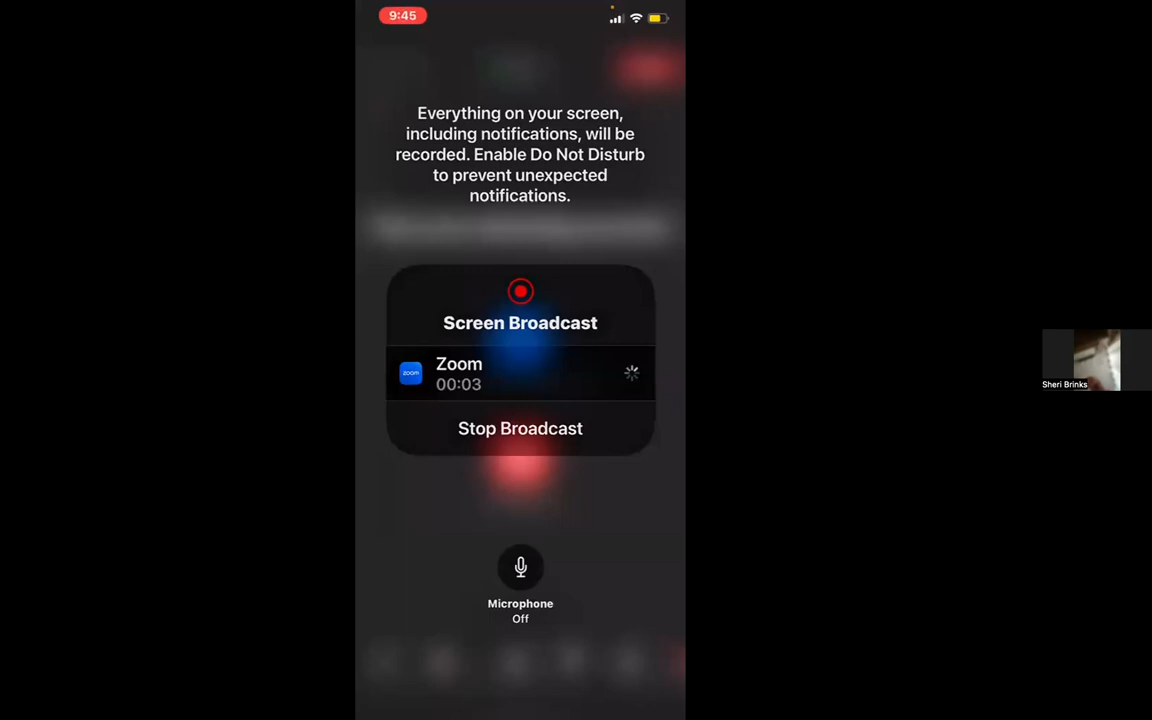 9:45
Everything on your screen,
including notifications, will be
recorded. Enable Do Not Disturb
to prevent unexpected
notifications.
Screen Broadcast
zoom
Zoom
00:03
Stop Broadcast
Microphone
Off
Sheri Brinks